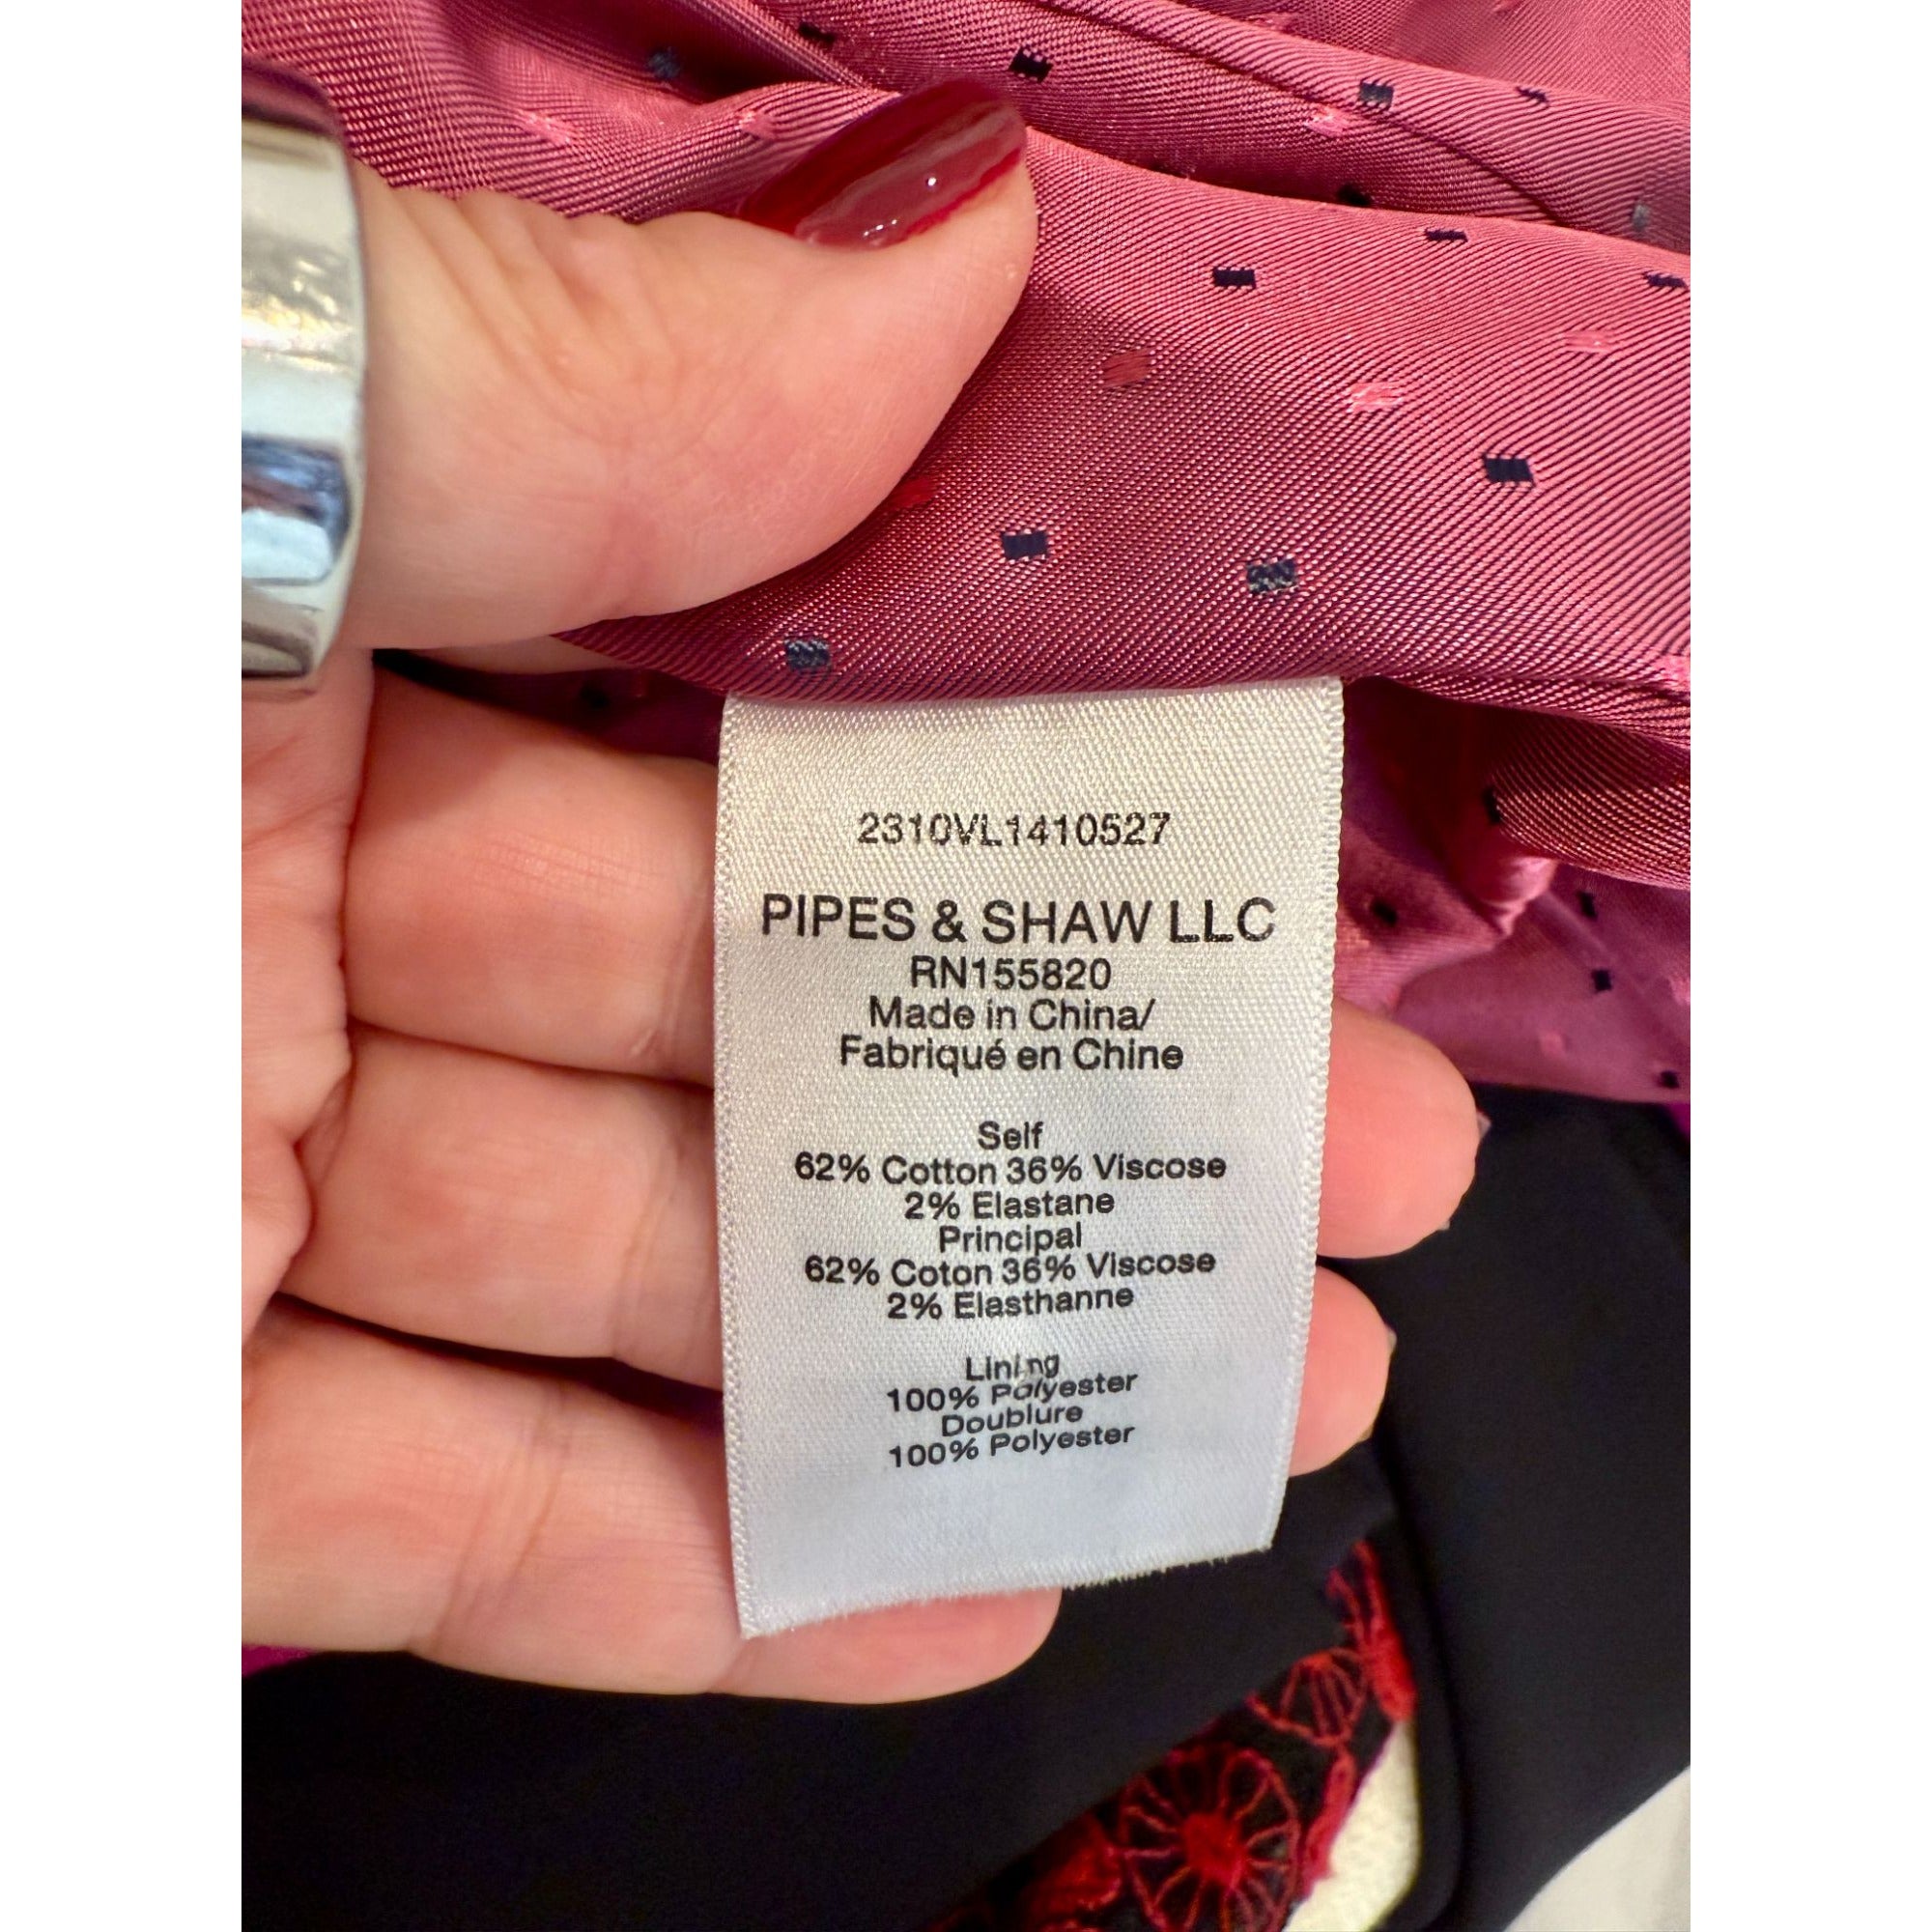 2310VL1410527
PIPES & SHAW LLC
RN155820
Made in China/
Fabriqué en Chine
Self
62% Cotton 36% Viscose
2% Elastane
Principal
62% Coton 36% Viscose
2% Elasthanne
Lining
100% Polyester
Doublure
100% Polyester